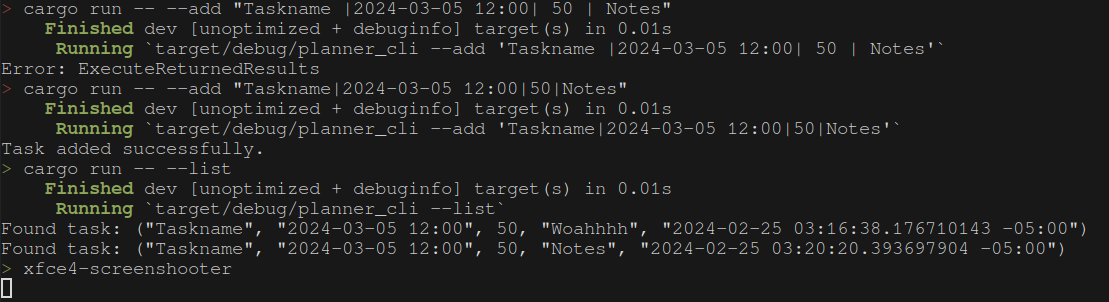 > cargo run -- --add "Taskname |2024-03-05 12:00| 50 | Notes"
    Finished dev [unoptimized + debuginfo] target(s) in 0.01s
     Running `target/debug/planner_cli --add 'Taskname |2024-03-05 12:00| 50 | Notes'`
Error: ExecuteReturnedResults
> cargo run -- --add "Taskname|2024-03-05 12:00|50|Notes"
    Finished dev [unoptimized + debuginfo] target(s) in 0.01s
     Running `target/debug/planner_cli --add 'Taskname|2024-03-05 12:00|50|Notes'`
Task added successfully.
> cargo run -- --list
    Finished dev [unoptimized + debuginfo] target(s) in 0.01s
     Running `target/debug/planner_cli --list`
Found task: ("Taskname", "2024-03-05 12:00", 50, "Woahhhh", "2024-02-25 03:16:38.176710143 -05:00")
Found task: ("Taskname", "2024-03-05 12:00", 50, "Notes", "2024-02-25 03:20:20.393697904 -05:00")
> xfce4-screenshooter